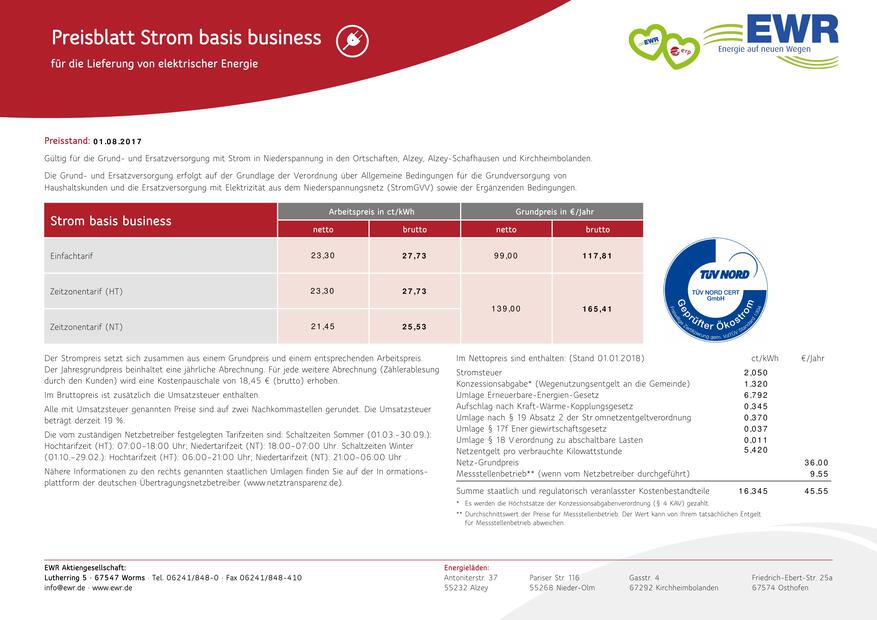 Preisblatt Strom basis business
für die Lieferung von elektrischer Energie
EWR
erp
EWR
Energie auf neuen Wegen
Preisstand: 01.08.2017
Gültig für die Grund- und Ersatzversorgung mit Strom in Niederspannung in den Ortschaften, Alzey, Alzey-Schafhausen und Kirchheimbolanden.
Die Grund- und Ersatzversorgung erfolgt auf der Grundlage der Verordnung über Allgemeine Bedingungen für die Grundversorgung von
Haushaltskunden und die Ersatzversorgung mit Elektrizität aus dem Niederspannungsnetz (StromGVV) sowie der Ergänzenden Bedingungen.
Strom basis business
Arbeitspreis in ct/kWh Grundpreis in €/Jahr
netto brutto netto brutto
Einfachtarif 23,30 27,73 99,00 117,81
Zeitzonentarif (HT) 23,30 27,73
139,00 165,41
Zeitzonentarif (NT) 21,45 25,53
TÜV NORD
TÜV NORD CERT
GmbH
Geprüfter Ökostrom
Der Strompreis setzt sich zusammen aus einem Grundpreis und einem entsprechenden Arbeitspreis.
Der Jahresgrundpreis beinhaltet eine jährliche Abrechnung. Für jede weitere Abrechnung (Zählerablesung
durch den Kunden) wird eine Kostenpauschale von 18,45 € (brutto) erhoben.
Im Bruttopreis ist zusätzlich die Umsatzsteuer enthalten.
Alle mit Umsatzsteuer genannten Preise sind auf zwei Nachkommastellen gerundet. Die Umsatzsteuer
beträgt derzeit 19 %.
Die vom zuständigen Netzbetreiber festgelegten Tarifzeiten sind: Schaltzeiten Sommer (01.03.-30.09.):
Hochtarifzeit (HT): 07:00-18:00 Uhr; Niedertarifzeit (NT): 18:00-07:00 Uhr. Schaltzeiten Winter
(01.10.-29.02.): Hochtarifzeit (HT): 06:00-21:00 Uhr; Niedertarifzeit (NT): 21:00-06:00 Uhr .
Nähere Informationen zu den rechts genannten staatlichen Umlagen finden Sie auf der In ormations-
plattform der deutschen Übertragungsnetzbetreiber (www.netztransparenz.de).
Im Nettopreis sind enthalten: (Stand 01.01.2018) ct/kWh €/Jahr
Stromsteuer 2.050
Konzessionsabgabe* (Wegenutzungsentgelt an die Gemeinde) 1.320
Umlage Erneuerbare-Energien-Gesetz 6.792
Aufschlag nach Kraft-Wärme-Kopplungsgesetz 0.345
Umlage nach § 19 Absatz 2 der Str omnetzentgeltverordnung 0.370
Umlage § 17f Ener giewirtschaftsgesetz 0.037
Umlage § 18 Verordnung zu abschaltbare Lasten 0.011
Netzentgelt pro verbrauchte Kilowattstunde 5.420
Netz-Grundpreis 36.00
Messstellenbetrieb** (wenn vom Netzbetreiber durchgeführt) 9.55
Summe staatlich und regulatorisch veranlasster Kostenbestandteile 16.345 45.55
* Es werden die Höchstsätze der Konzessionsabgabenverordnung (§ 4 KAV) gezahlt.
** Durchschnittswert der Preise für Messstellenbetrieb. Der Wert kann von Ihrem tatsächlichen Entgelt
für Messstellenbetrieb abweichen.
EWR Aktiengesellschaft:
Lutherring 5 · 67547 Worms · Tel. 06241/848-0 · Fax 06241/848-410
info@ewr.de · www.ewr.de
Energieläden:
Antoniterstr. 37 Pariser Str. 116 Gasstr. 4 Friedrich-Ebert-Str. 25a
55232 Alzey 55268 Nieder-Olm 67292 Kirchheimbolanden 67574 Osthofen